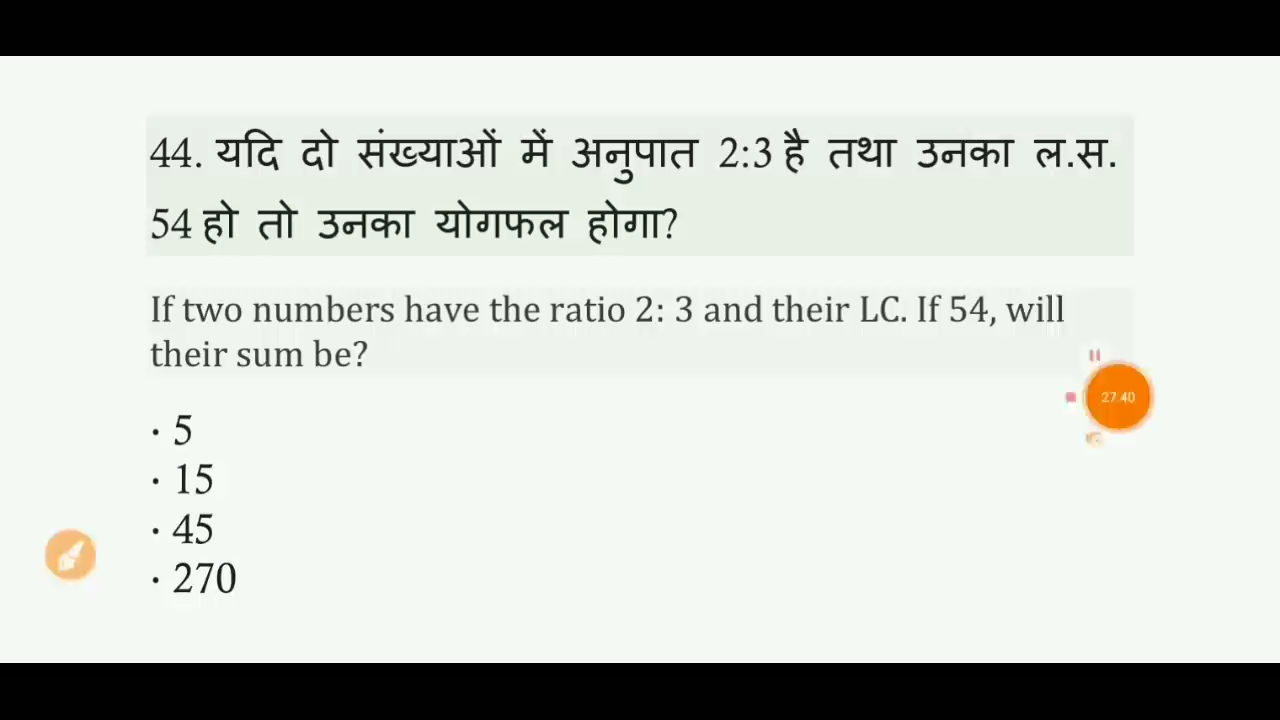 44. यदि दो संख्याओं में अनुपात 2:3 है तथा उनका ल.स.
54 हो तो उनका योगफल होगा?
If two numbers have the ratio 2: 3 and their LC. If 54, will
their sum be?
· 5
· 15
· 45
· 270
27:40